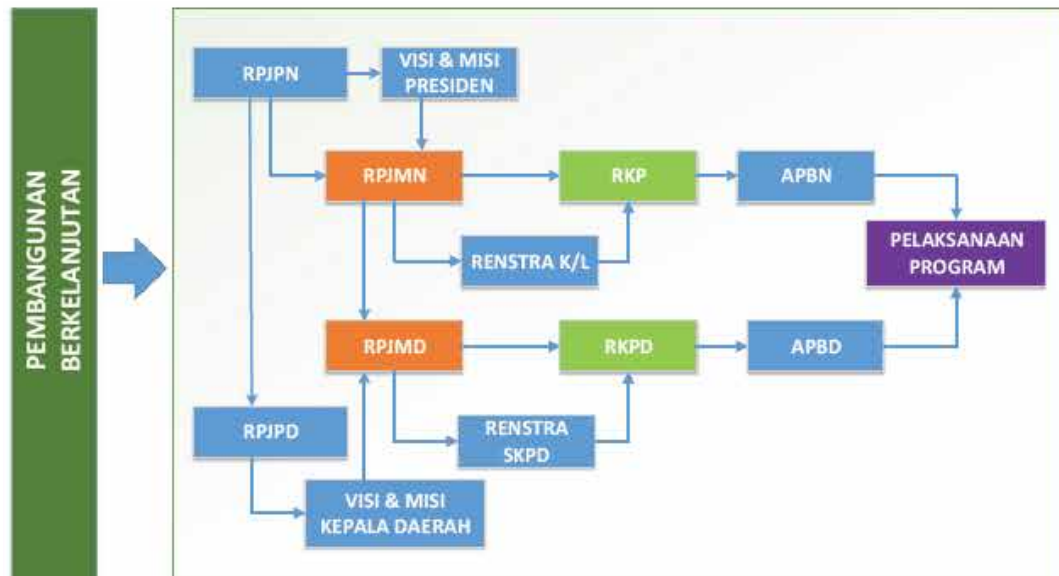 PEMBANGUNAN
BERKELANJUTAN
RPJPN
VISI & MISI
PRESIDEN
RPJMN
RKP
APBN
RENSTRA K/L
PELAKSANAAN
PROGRAM
RPJMD
RKPD
APBD
RPJPD
RENSTRA
SKPD
VISI & MISI
KEPALA DAERAH